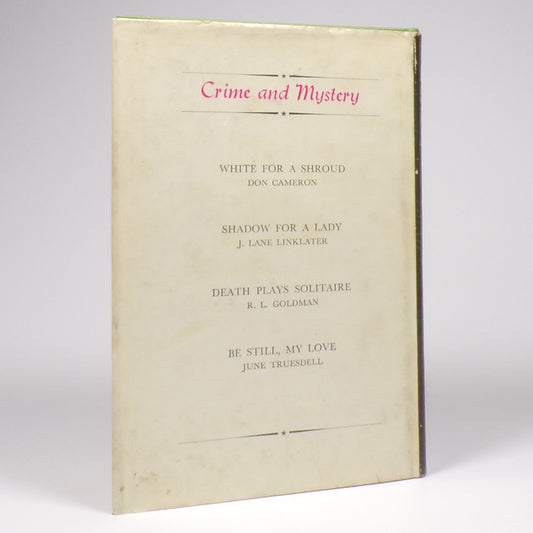 Crime and Mystery
WHITE FOR A SHROUD
DON CAMERON
SHADOW FOR A LADY
J. LANE LINKLATER
DEATH PLAYS SOLITAIRE
R. L. GOLDMAN
BE STILL, MY LOVE
JUNE TRUESDELL